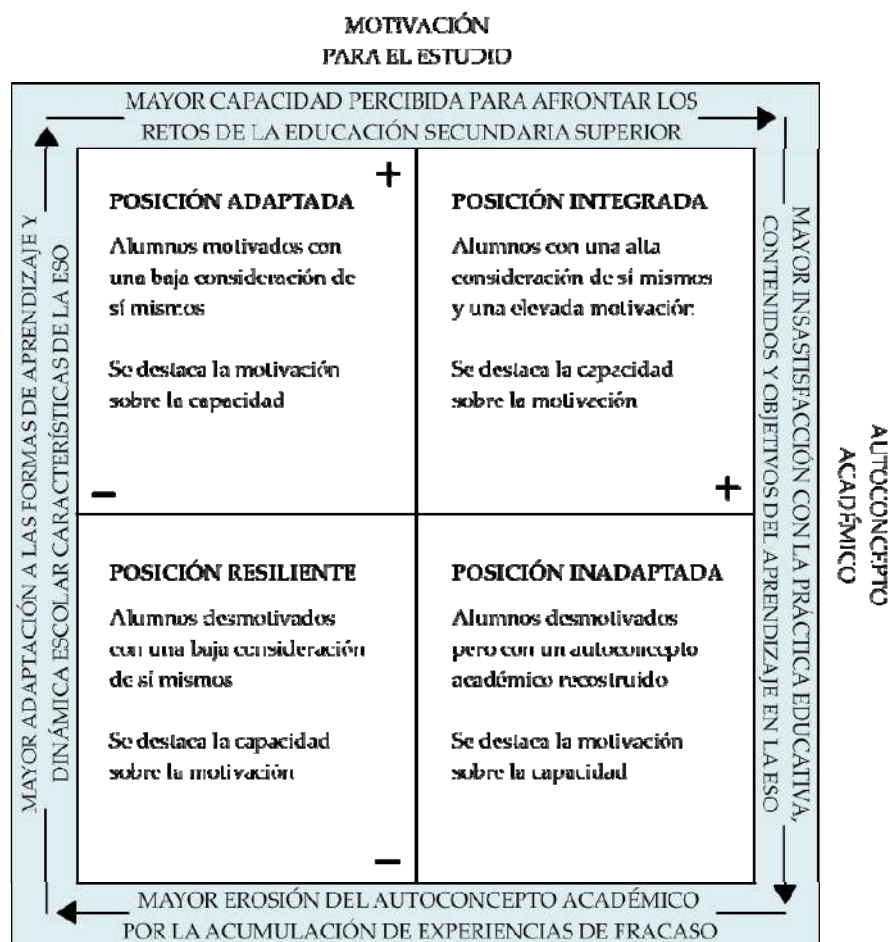 MOTIVACIÓN
PARA EL ESTUDIO
MAYOR CAPACIDAD PERCIBIDA PARA AFRONTAR LOS
RETOS DE LA EDUCACIÓN SECUNDARIA SUPERIOR
MAYOR ADAPTACIÓN A LAS FORMAS DE APRENDIZAJE Y
DINÁMICA ESCOLAR CARACTERÍSTICAS DE LA ESO
+
POSICIÓN ADAPTADA
Alumnos motivados con
una baja consideración de
sí mismos
Se destaca la motivación
sobre la capacidad
−
POSICIÓN INTEGRADA
Alumnos con una alta
consideración de sí mismos
y una elevada motivación
Se destaca la capacidad
sobre la motivación
+
POSICIÓN RESILIENTE
Alumnos desmotivados
con una baja consideración
de sí mismos
Se destaca la capacidad
sobre la motivación
−
POSICIÓN INADAPTADA
Alumnos desmotivados
pero con un autoconcepto
académico recostruido
Se destaca la motivación
sobre la capacidad
MAYOR INSASTISFACCIÓN CON LA PRÁCTICA EDUCATIVA,
CONTENIDOS Y OBJETIVOS DEL APRENDIZAJE EN LA ESO
AUTOCONCEPTO
ACADÉMICO
MAYOR EROSIÓN DEL AUTOCONCEPTO ACADÉMICO
POR LA ACUMULACIÓN DE EXPERIENCIAS DE FRACASO